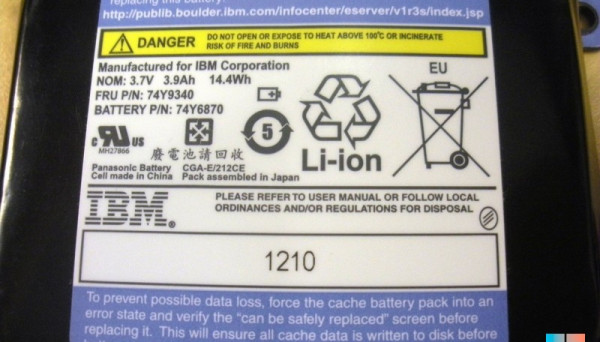 replacing this battery.
http://publib.boulder.ibm.com/infocenter/eserver/v1r3s/index.jsp
DANGER
DO NOT OPEN OR EXPOSE TO HEAT ABOVE 100℃ OR INCINERATE
RISK OF FIRE AND BURNS
Manufactured for IBM Corporation
NOM: 3.7V 3.9Ah 14.4Wh
FRU P/N: 74Y9340
BATTERY P/N: 74Y6870
EU
C RU US
MH27866
5
廢電池請回收
Li-ion
Panasonic Battery CGA-E/212CE
Cell made in China Pack assembled in Japan
IBM®
PLEASE REFER TO USER MANUAL OR FOLLOW LOCAL
ORDINANCES AND/OR REGULATIONS FOR DISPOSAL
1210
To prevent possible data loss, force the cache battery pack into an
error state and verify the "can be safely replaced" screen before
replacing it. This will ensure all cache data is written to disk before